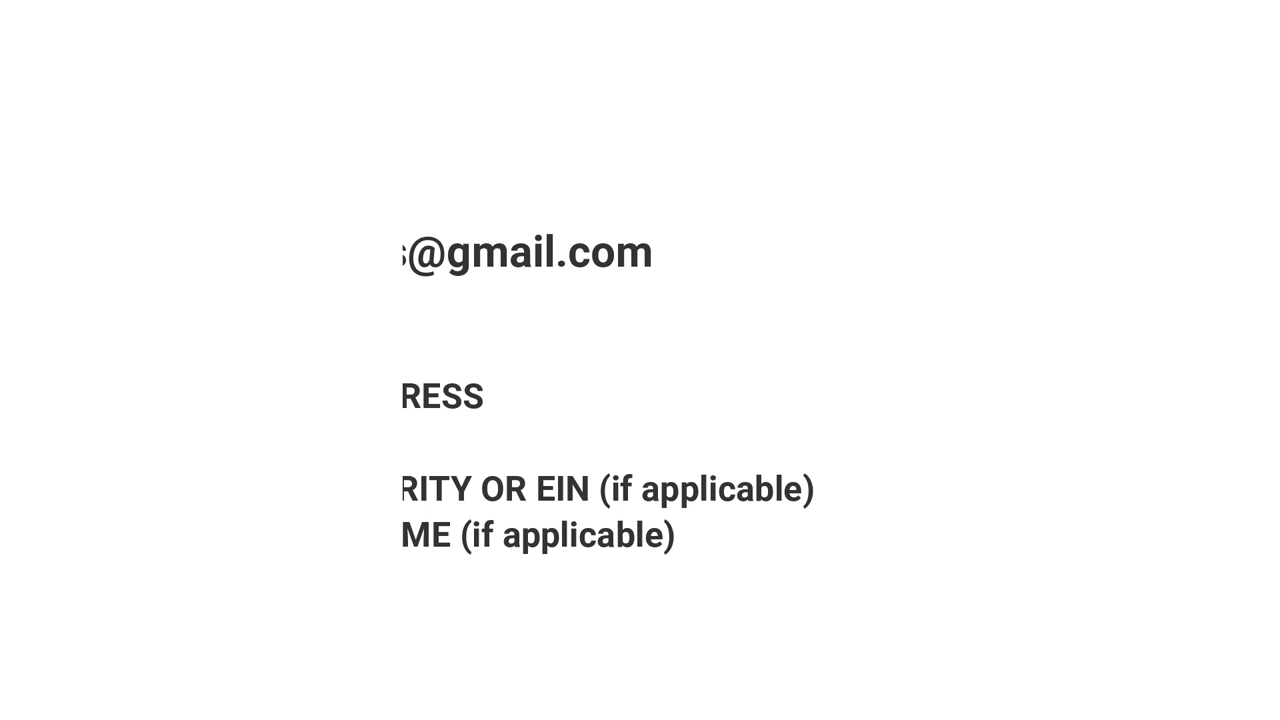 s@gmail.com
RESS
RITY OR EIN (if applicable)
ME (if applicable)